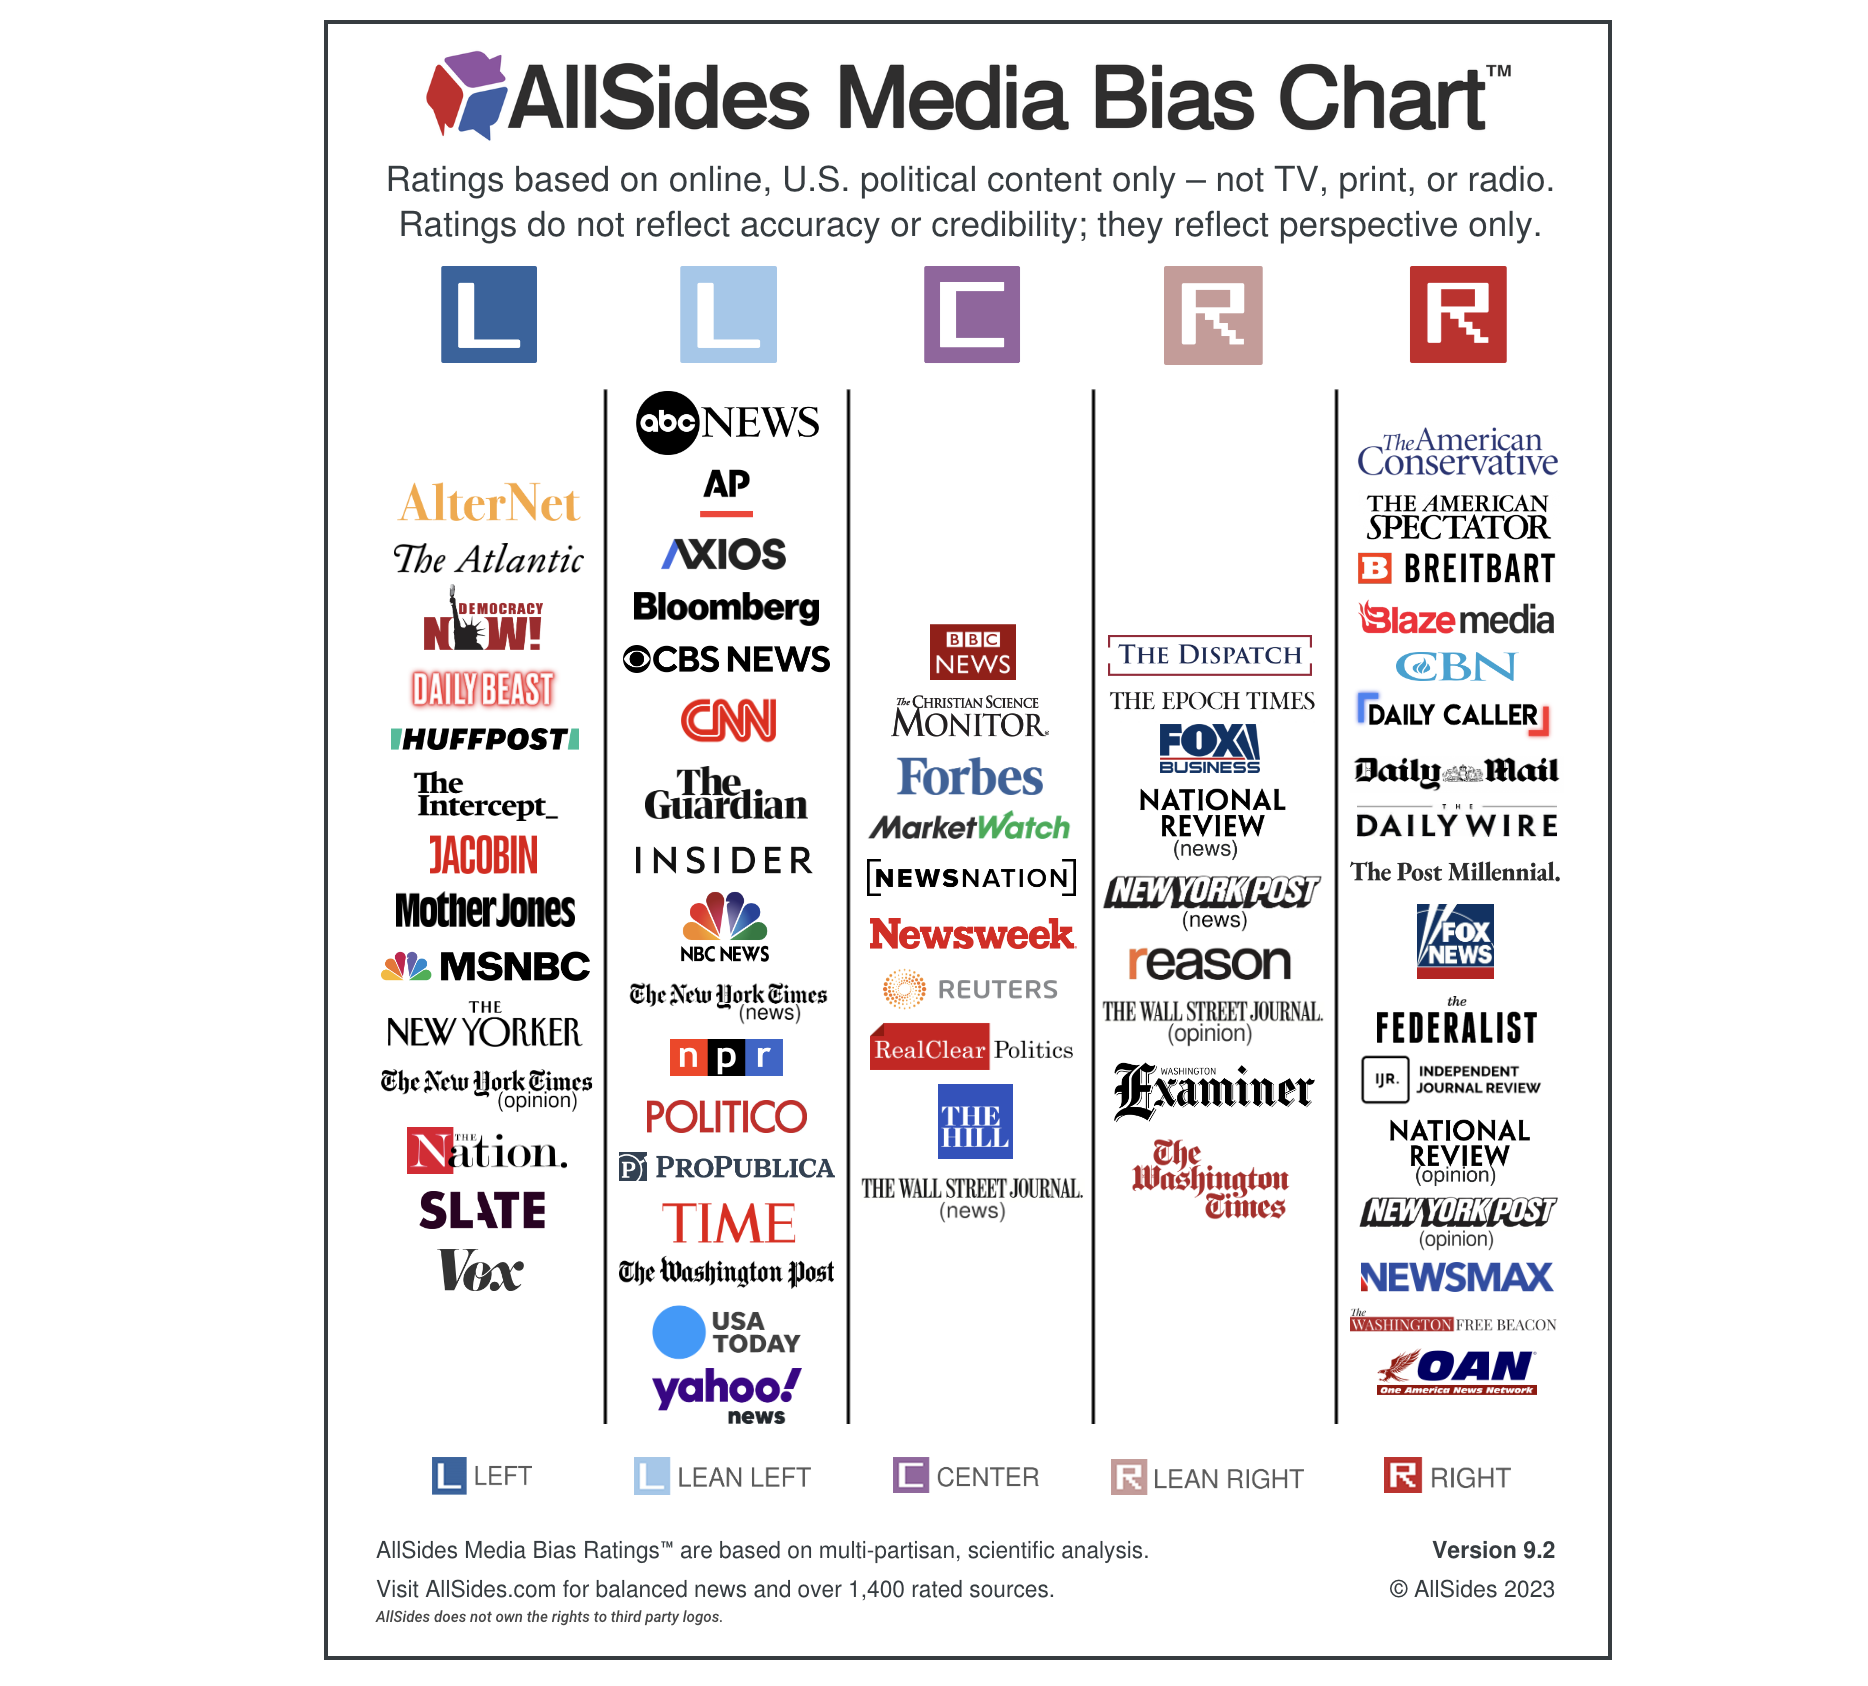 AllSides Media Bias Chart™
Ratings based on online, U.S. political content only – not TV, print, or radio.
Ratings do not reflect accuracy or credibility; they reflect perspective only.
L
L
C
R
R
AlterNet
The Atlantic
DEMOCRACY
NOW!
DAILY BEAST
HUFFPOST
The
Intercept_
JACOBIN
Mother Jones
MSNBC
THE
NEW YORKER
The New York Times
(opinion)
THE
Nation.
SLATE
Vox
abc NEWS
AP
AXIOS
Bloomberg
CBS NEWS
CNN
The
Guardian
INSIDER
NBC NEWS
The New York Times
(news)
npr
POLITICO
P PROPUBLICA
TIME
The Washington Post
USA
TODAY
yahoo!
news
BBC
NEWS
The CHRISTIAN SCIENCE
MONITOR
Forbes
MarketWatch
[NEWSNATION]
Newsweek
REUTERS
RealClear Politics
THE
HILL
THE WALL STREET JOURNAL.
(news)
THE DISPATCH
THE EPOCH TIMES
FOX
BUSINESS
NATIONAL
REVIEW
(news)
NEW YORK POST
(news)
reason
THE WALL STREET JOURNAL.
(opinion)
WASHINGTON
Examiner
The
Washington
Times
The American
Conservative
THE AMERICAN
SPECTATOR
B BREITBART
Blaze media
CBN
DAILY CALLER
Daily Mail
THE
DAILY WIRE
The Post Millennial.
FOX
NEWS
the
FEDERALIST
IJR. INDEPENDENT
JOURNAL REVIEW
NATIONAL
REVIEW
(opinion)
NEW YORK POST
(opinion)
NEWSMAX
The
WASHINGTON FREE BEACON
OAN
One America News Network
L LEFT
L LEAN LEFT
C CENTER
R LEAN RIGHT
R RIGHT
AllSides Media Bias Ratings™ are based on multi-partisan, scientific analysis.
Version 9.2
Visit AllSides.com for balanced news and over 1,400 rated sources.
© AllSides 2023
AllSides does not own the rights to third party logos.